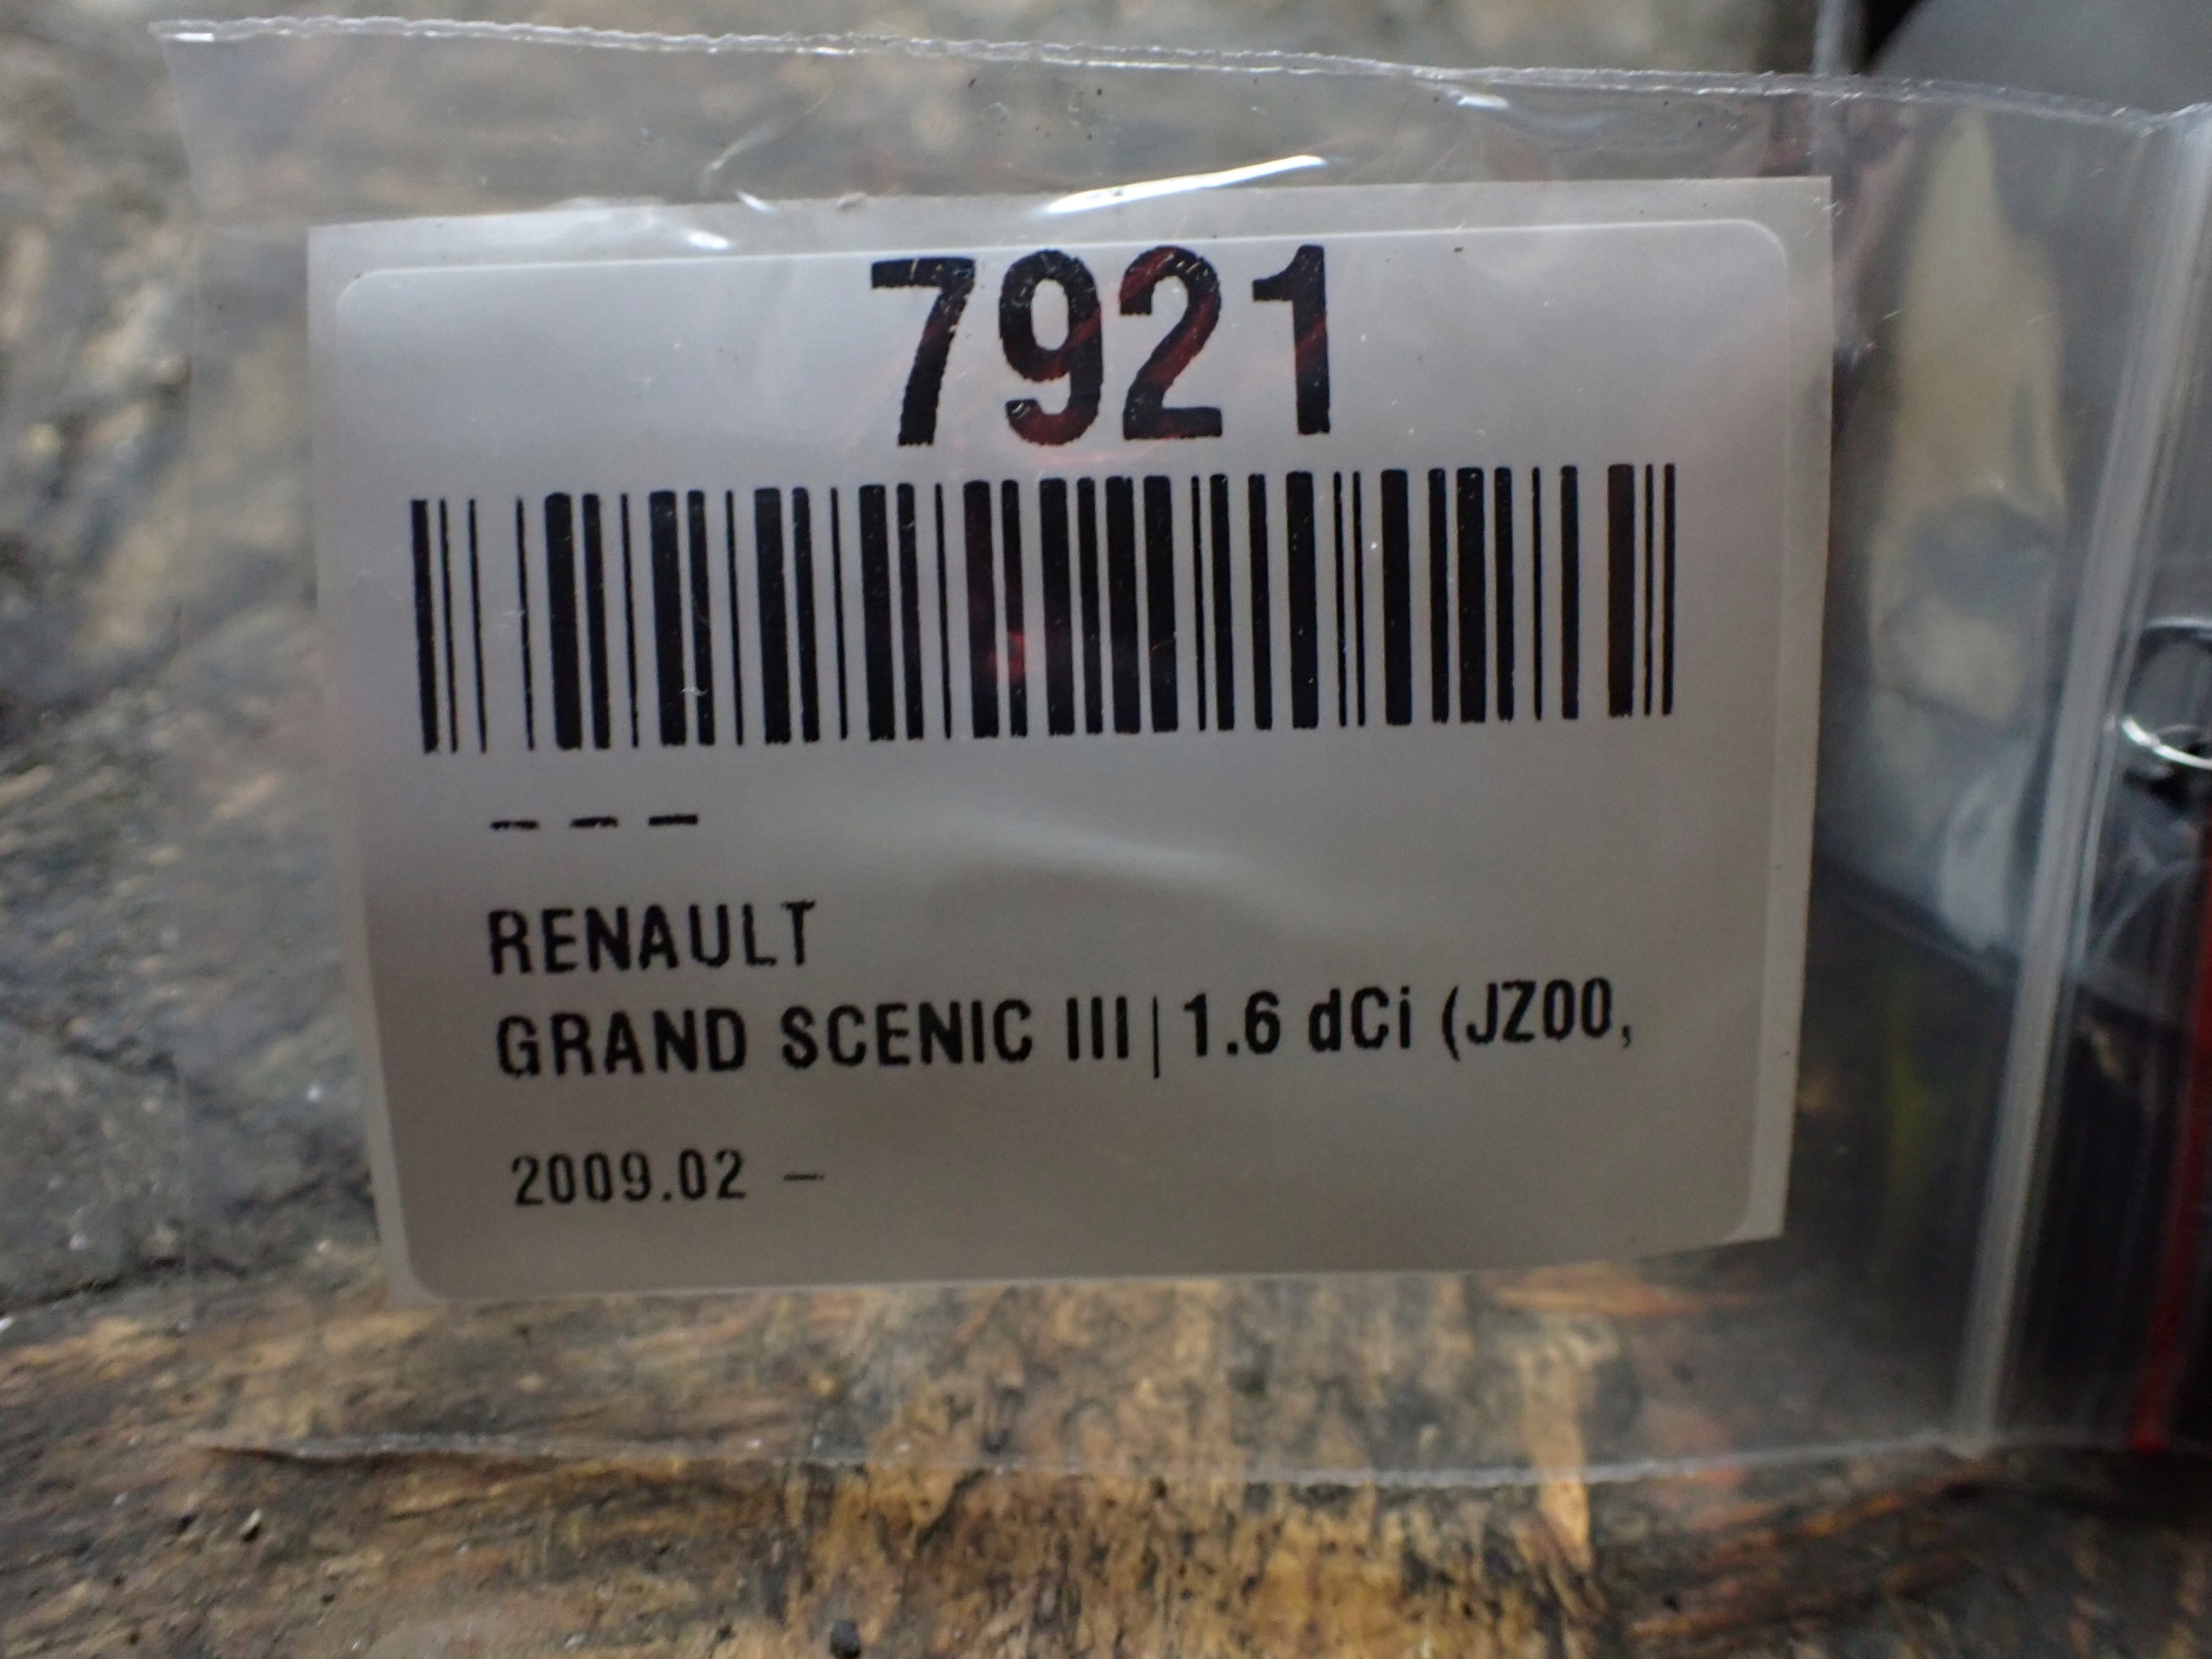 7921
– – –
RENAULT
GRAND SCENIC III | 1.6 dCi (JZ00,
2009.02 –